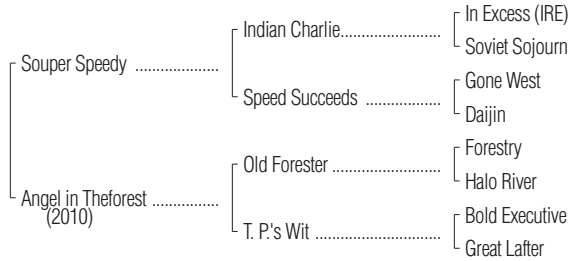 In Excess (IRE)
Indian Charlie....................
Soviet Sojourn
Souper Speedy .................
Gone West
Speed Succeeds ...............
Daijin
Forestry
Old Forester ......................
Halo River
Angel in Theforest .............
(2010)
Bold Executive
T. P.'s Wit .........................
Great Lafter